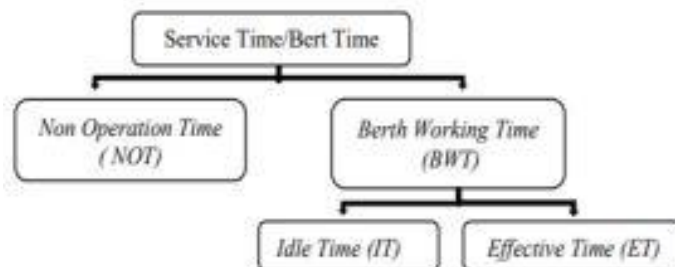 Service Time/Bert Time
Non Operation Time
( NOT)
Berth Working Time
(BWT)
Idle Time (IT)
Effective Time (ET)